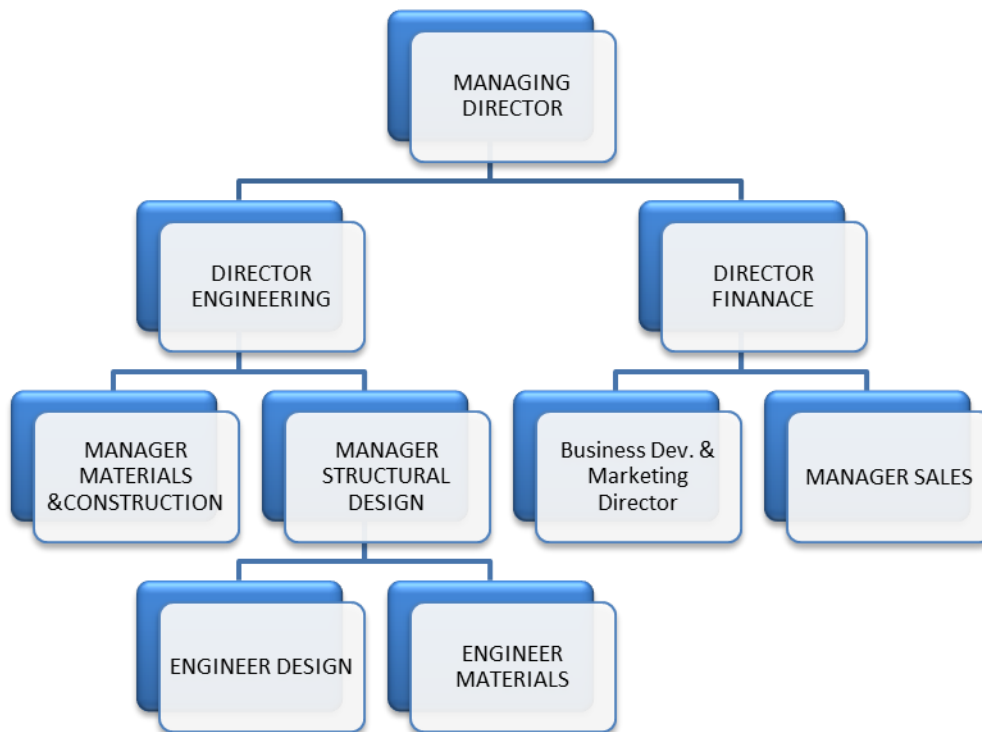 MANAGING
DIRECTOR
DIRECTOR
ENGINEERING
DIRECTOR
FINANACE
MANAGER
MATERIALS
&CONSTRUCTION
MANAGER
STRUCTURAL
DESIGN
Business Dev. &
Marketing
Director
MANAGER SALES
ENGINEER DESIGN
ENGINEER
MATERIALS